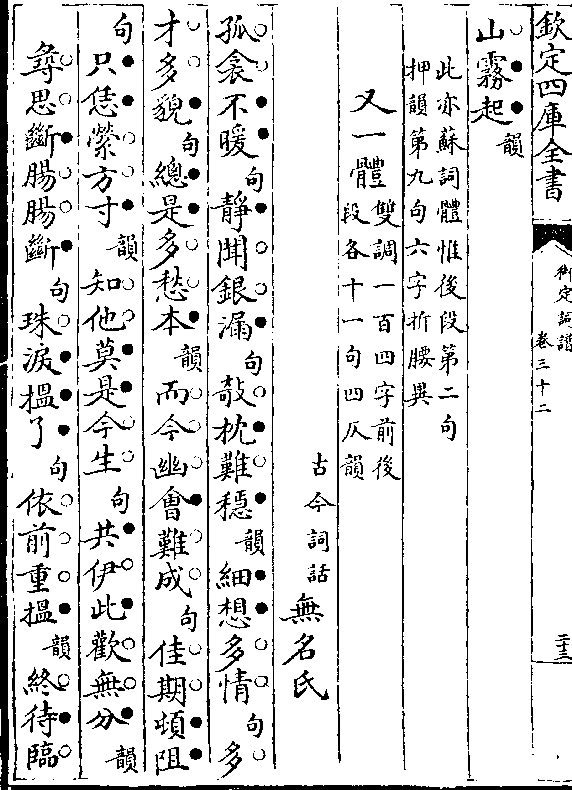 欽定四庫全書
御定詞譜
卷三十二
二十三
山霧起韻
此亦蘇詞體惟後段第二句
押韻第九句六字折腰異
又一體雙調一百四字前後
段各十一句四仄韻
古今詞話無名氏
孤衾不暖句靜聞銀漏句敧枕難穩韻細想多情句多
才多貌句總是多愁本韻而今幽會難成句佳期頓阻
句只恁縈方寸韻知他莫是今生句共伊此歡無分韻
尋思斷腸腸斷句珠淚搵了句依前重搵韻終待臨